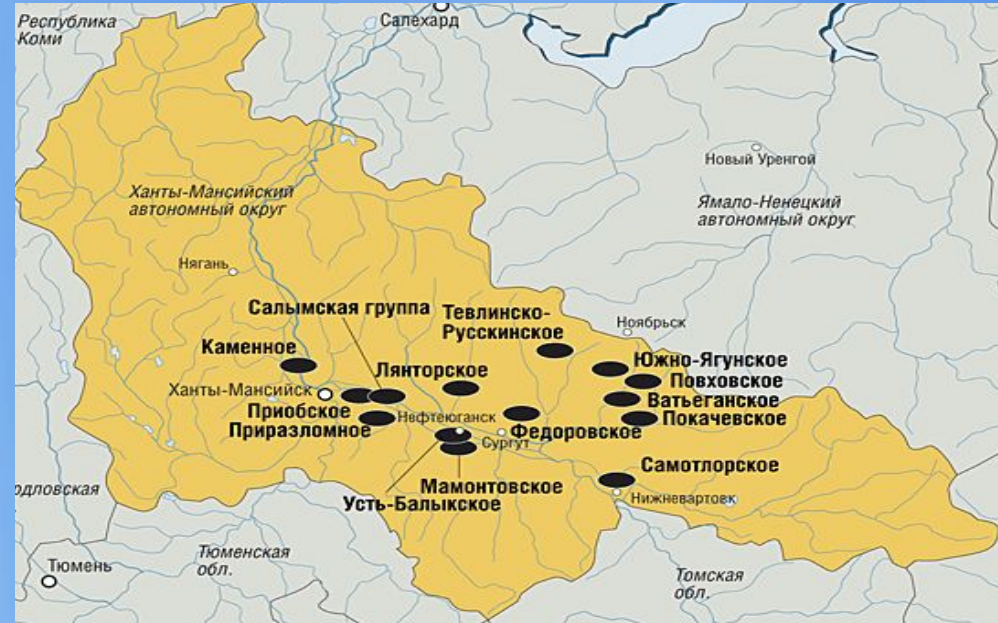 Республика
Коми
Салехард
Новый Уренгой
Ханты-Мансийский
автономный округ
Ямало-Ненецкий
автономный округ
Нягань
Салымская группа
Тевлинско-
Русскинское
Ноябрьск
Каменное
Лянторское
Южно-Ягунское
Повховское
Ханты-Мансийск
Ватьеганское
Приобское
Нефтеюганск
Покачевское
Приразломное
Федоровское
Сургут
Самотлорское
Мамонтовское
Нижневартовк
Усть-Балыкское
одловская
Тюменская
обл.
Тюмень
Томская
обл.